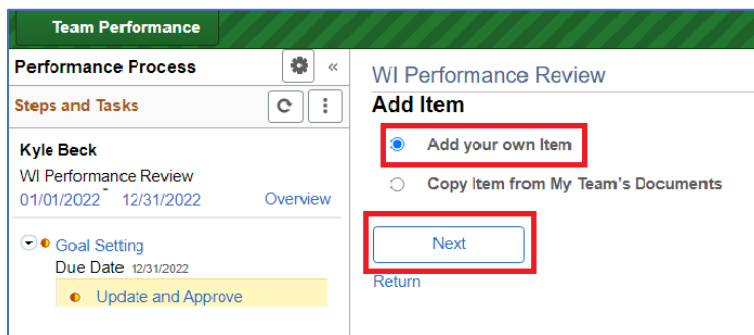 Team Performance
Performance Process
«
Steps and Tasks
Kyle Beck
WI Performance Review
01/01/2022 - 12/31/2022
Overview
Goal Setting
Due Date 12/31/2022
Update and Approve
WI Performance Review
Add Item
Add your own Item
Copy Item from My Team's Documents
Next
Return